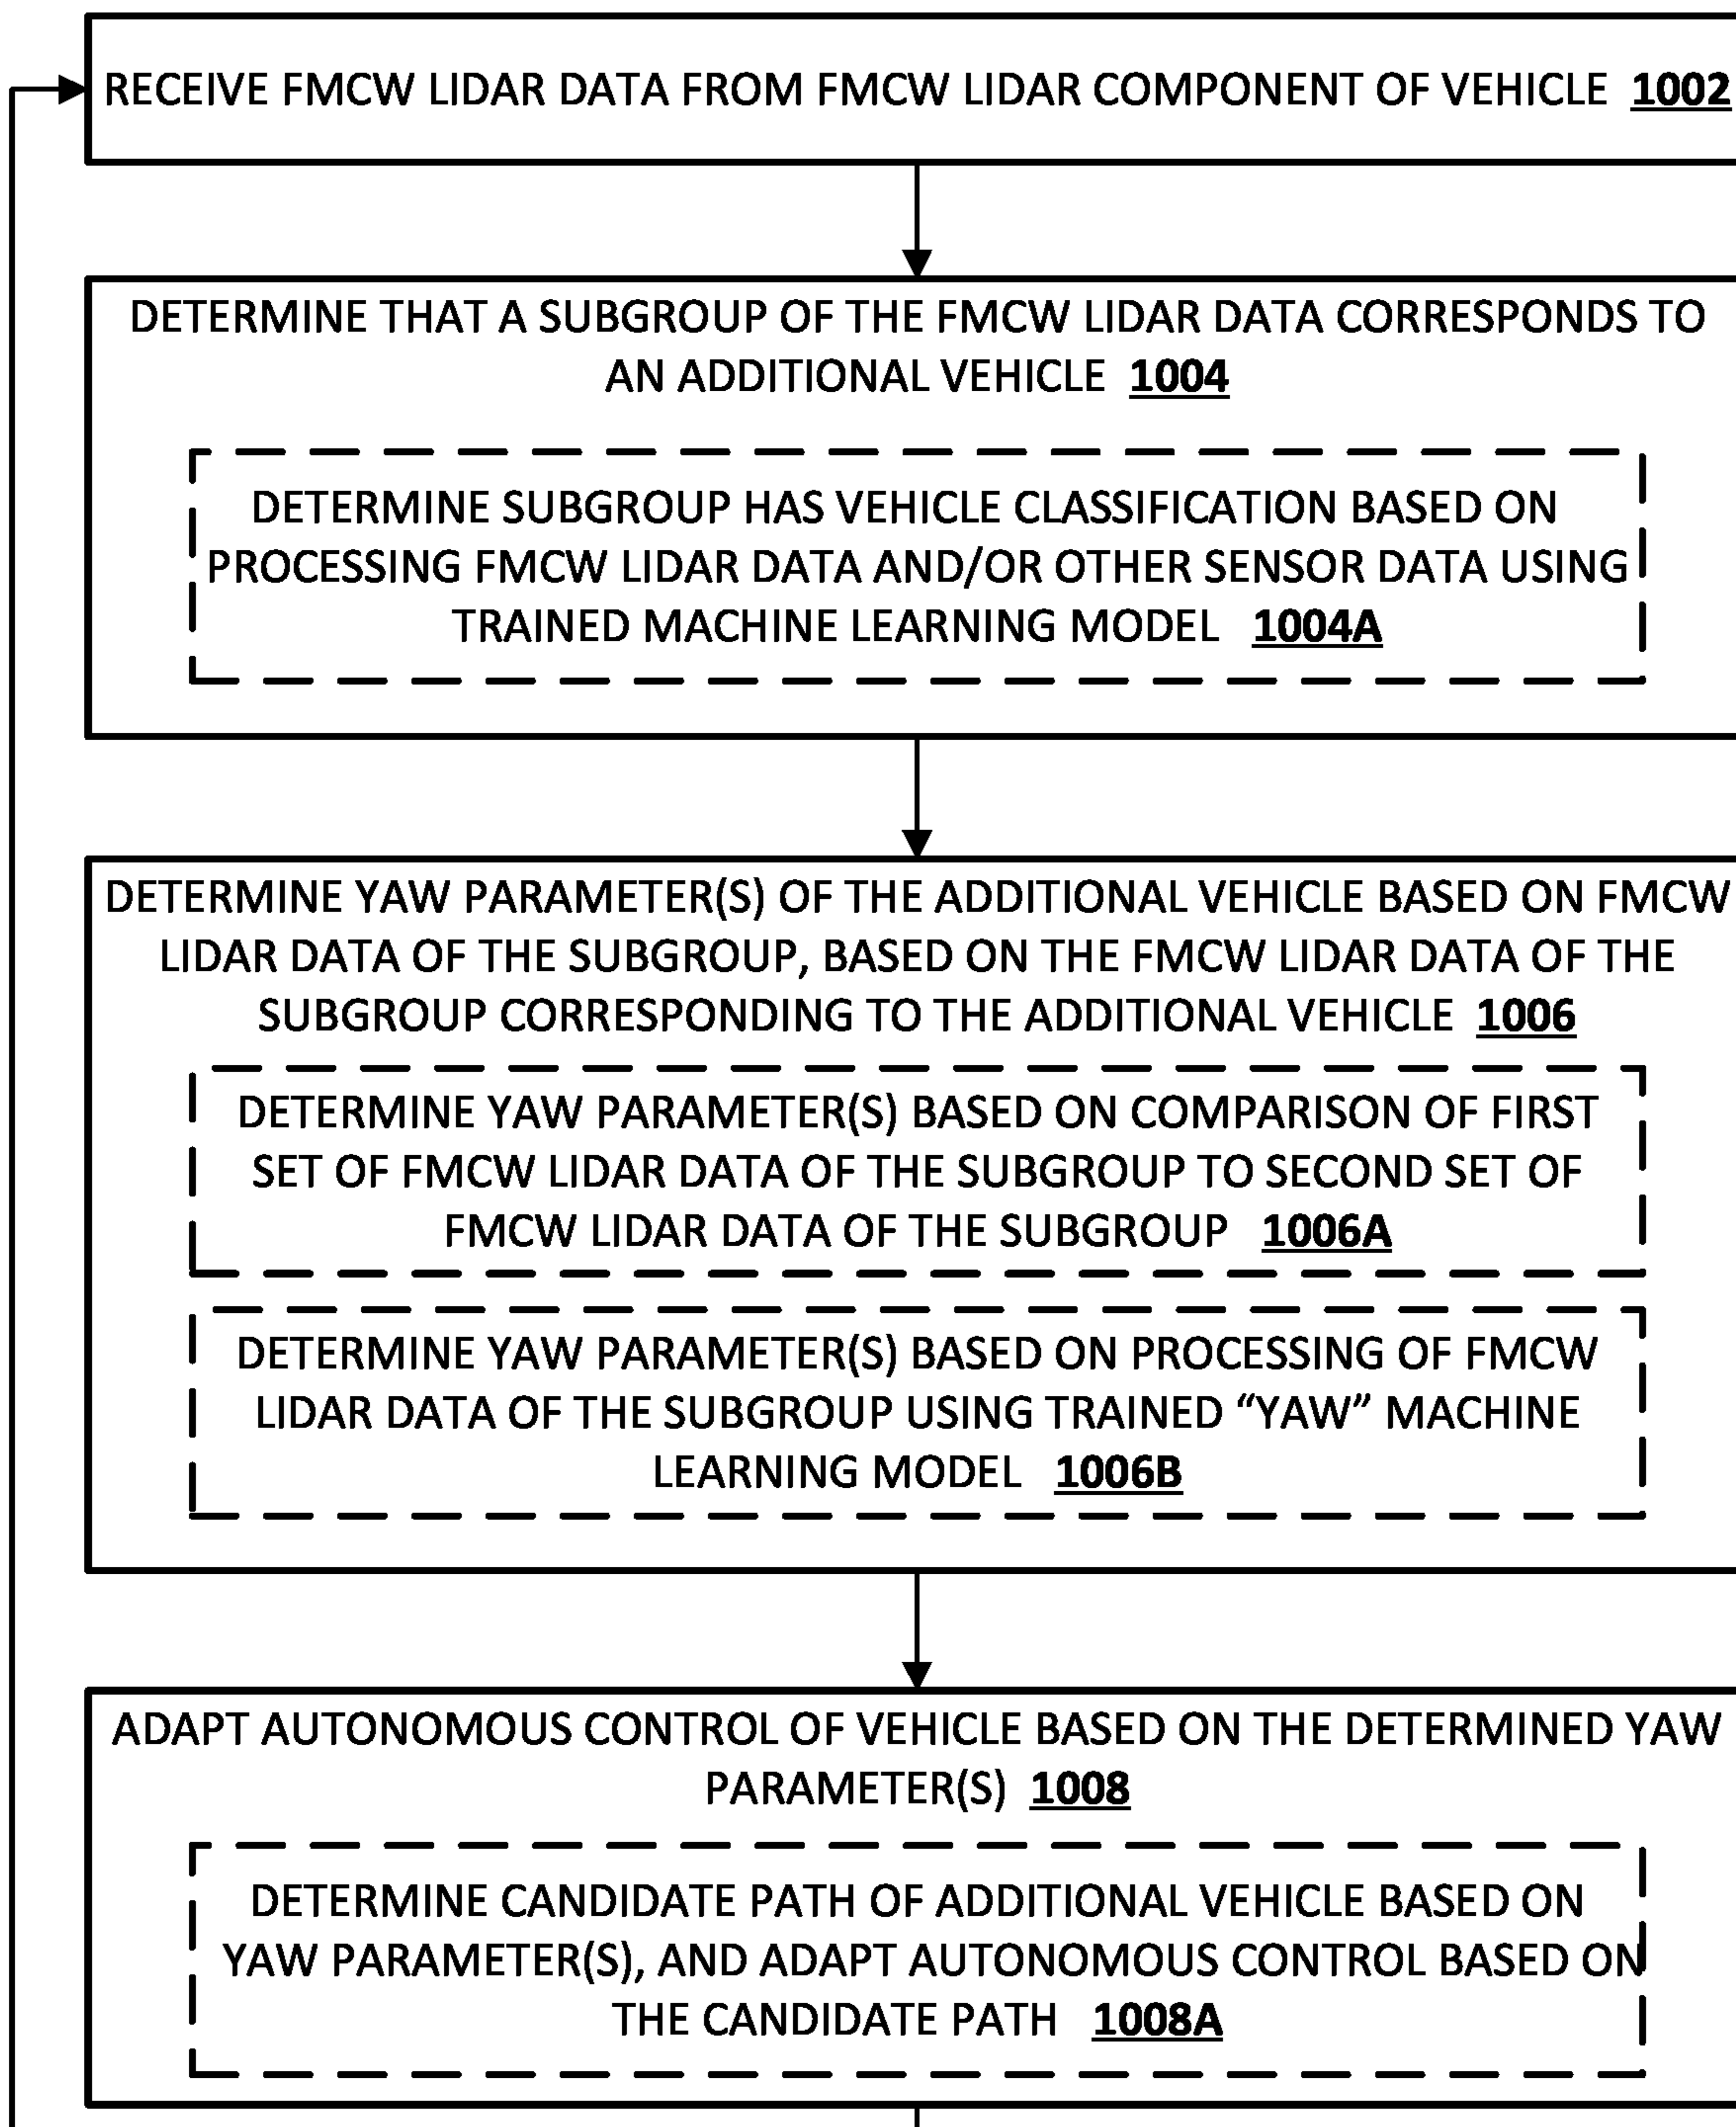 RECEIVE FMCW LIDAR DATA FROM FMCW LIDAR COMPONENT OF VEHICLE 1002
DETERMINE THAT A SUBGROUP OF THE FMCW LIDAR DATA CORRESPONDS TO
AN ADDITIONAL VEHICLE 1004
DETERMINE SUBGROUP HAS VEHICLE CLASSIFICATION BASED ON
PROCESSING FMCW LIDAR DATA AND/OR OTHER SENSOR DATA USING
TRAINED MACHINE LEARNING MODEL 1004A
DETERMINE YAW PARAMETER(S) OF THE ADDITIONAL VEHICLE BASED ON FMCW
LIDAR DATA OF THE SUBGROUP, BASED ON THE FMCW LIDAR DATA OF THE
SUBGROUP CORRESPONDING TO THE ADDITIONAL VEHICLE 1006
DETERMINE YAW PARAMETER(S) BASED ON COMPARISON OF FIRST
SET OF FMCW LIDAR DATA OF THE SUBGROUP TO SECOND SET OF
FMCW LIDAR DATA OF THE SUBGROUP 1006A
DETERMINE YAW PARAMETER(S) BASED ON PROCESSING OF FMCW
LIDAR DATA OF THE SUBGROUP USING TRAINED “YAW” MACHINE
LEARNING MODEL 1006B
ADAPT AUTONOMOUS CONTROL OF VEHICLE BASED ON THE DETERMINED YAW
PARAMETER(S) 1008
DETERMINE CANDIDATE PATH OF ADDITIONAL VEHICLE BASED ON
YAW PARAMETER(S), AND ADAPT AUTONOMOUS CONTROL BASED ON
THE CANDIDATE PATH 1008A